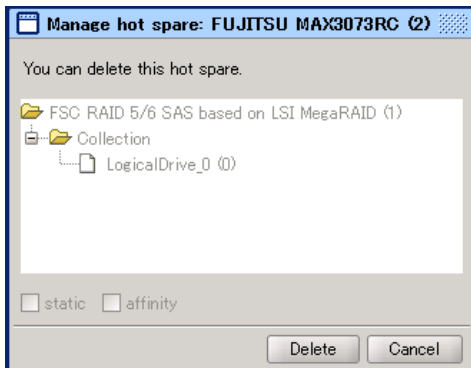 Manage hot spare: FUJITSU MAX3073RC (2)
You can delete this hot spare.
FSC RAID 5/6 SAS based on LSI MegaRAID (1)
Collection
LogicalDrive_0 (0)
static affinity
Delete Cancel